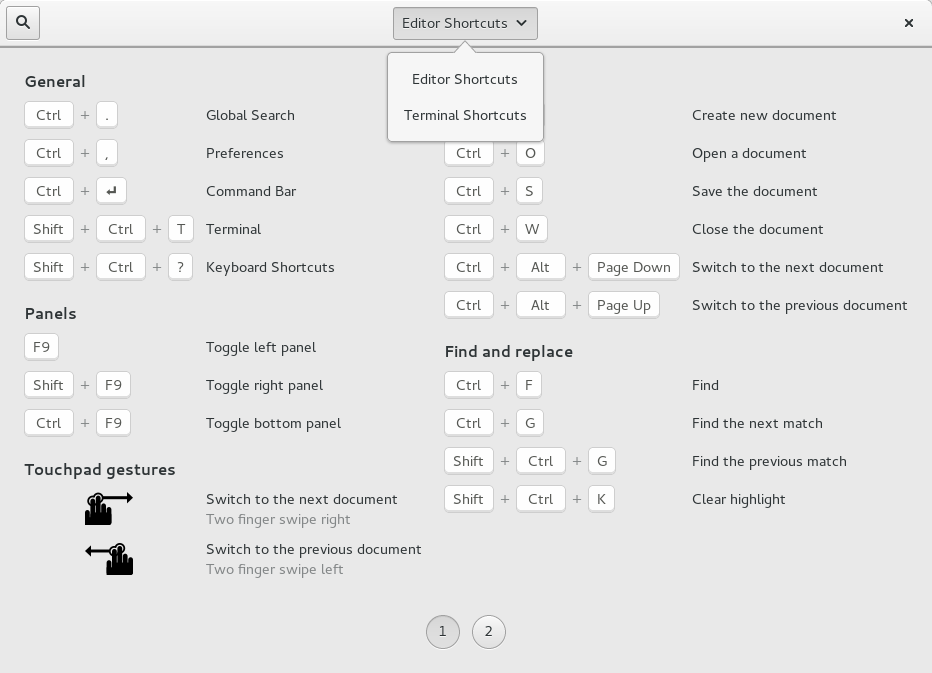 Editor Shortcuts
Editor Shortcuts
Terminal Shortcuts
General
Ctrl + . Global Search
Ctrl + , Preferences
Ctrl + ↵ Command Bar
Shift + Ctrl + T Terminal
Shift + Ctrl + ? Keyboard Shortcuts
Panels
F9 Toggle left panel
Shift + F9 Toggle right panel
Ctrl + F9 Toggle bottom panel
Touchpad gestures
Switch to the next document
Two finger swipe right
Switch to the previous document
Two finger swipe left
Create new document
Ctrl + O Open a document
Ctrl + S Save the document
Ctrl + W Close the document
Ctrl + Alt + Page Down Switch to the next document
Ctrl + Alt + Page Up Switch to the previous document
Find and replace
Ctrl + F Find
Ctrl + G Find the next match
Shift + Ctrl + G Find the previous match
Shift + Ctrl + K Clear highlight
1 2